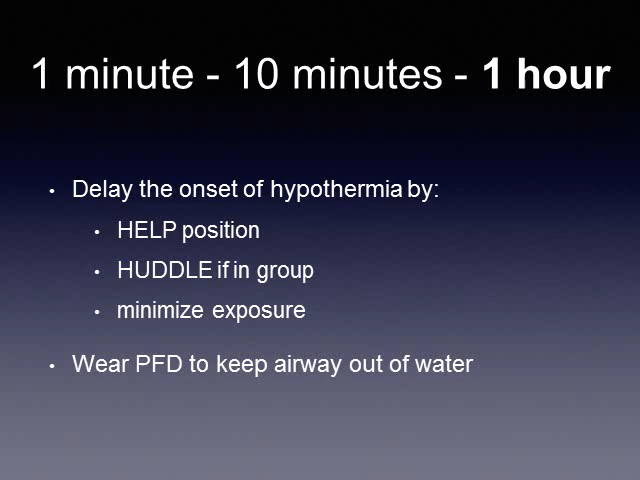 1 minute - 10 minutes - 1 hour
• Delay the onset of hypothermia by:
• HELP position
• HUDDLE if in group
• minimize exposure
• Wear PFD to keep airway out of water